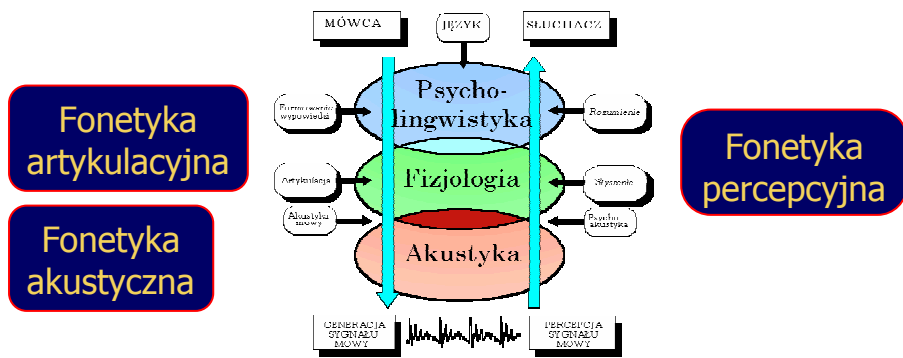 MÓWCA
JĘZYK
SŁUCHACZ
Psycho-
lingwistyka
Formowanie
wypowiedzi
Rozumienie
Fonetyka
artykulacyjna
Fonetyka
percepcyjna
Artykulacja
Fizjologia
Słyszenie
Akustyka
mowy
Psycho
akustyka
Fonetyka
akustyczna
Akustyka
GENERACJA
SYGNAŁU
MOWY
PERCEPCJA
SYGNAŁU
MOWY